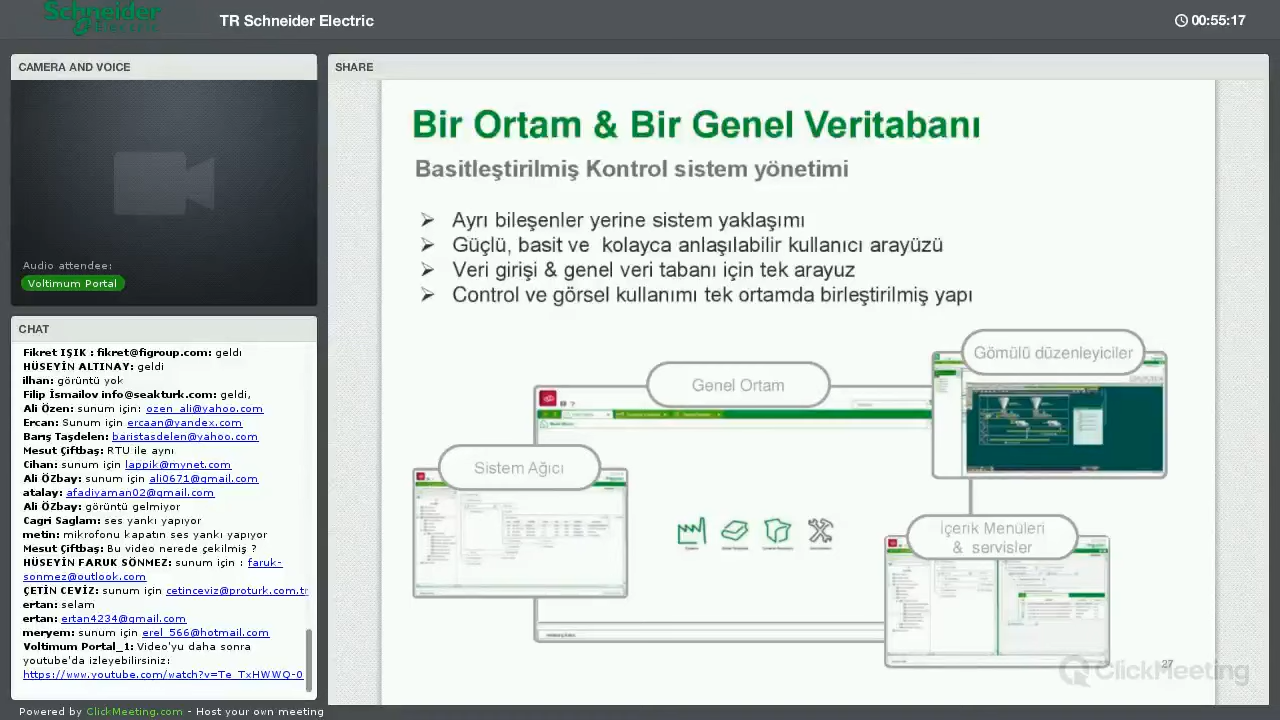 Schneider Electric
TR Schneider Electric
00:55:17
CAMERA AND VOICE
Audio attendee:
Voltimum Portal
CHAT
Fikret IŞIK : fikret@figroup.com: geldı
HÜSEYİN ALTINAY: geldi
ilhan: görüntü yok
Filip İsmailov info@seakturk.com: geldi,
Ali Özen: sunum için: ozen_ali@yahoo.com
Ercan: Sunum için ercaan@yandex.com
Barış Taşdelen: baristasdelen@yahoo.com
Mesut Çiftbaş: RTU ile aynı
Cihan: sunum için lappik@mynet.com
Ali ÖZbay: sunum için ali0671@gmail.com
atalay: afadiyaman02@gmail.com
Ali ÖZbay: görüntü gelmiyor
Cagri Saglam: ses yankı yapıyor
metin: mikrofonu kapatın ses yankı yapıyor
Mesut Çiftbaş: Bu video nerede çekilmiş ?
HÜSEYİN FARUK SÖNMEZ: sunum için : faruk-
sonmez@outlook.com
ÇETİN CEVİZ: sunum için cetinceviz@proturk.com.tr
ertan: selam
ertan: ertan4234@gmail.com
meryem: sunum için erel_566@hotmail.com
Voltimum Portal_1: Video'yu daha sonra
youtube'da izleyebilirsiniz:
https://www.youtube.com/watch?v=Te_TxHWWQ-0
Powered by ClickMeeting.com - Host your own meeting
SHARE
Bir Ortam & Bir Genel Veritabanı
Basitleştirilmiş Kontrol sistem yönetimi
Ayrı bileşenler yerine sistem yaklaşımı
Güçlü, basit ve kolayca anlaşılabilir kullanıcı arayüzü
Veri girişi & genel veri tabanı için tek arayuz
Control ve görsel kullanımı tek ortamda birleştirilmiş yapı
Gömülü düzenleyiciler
Genel Ortam
Sistem Ağıcı
İçerik Menüleri
& servisler
27
ClickMeeting